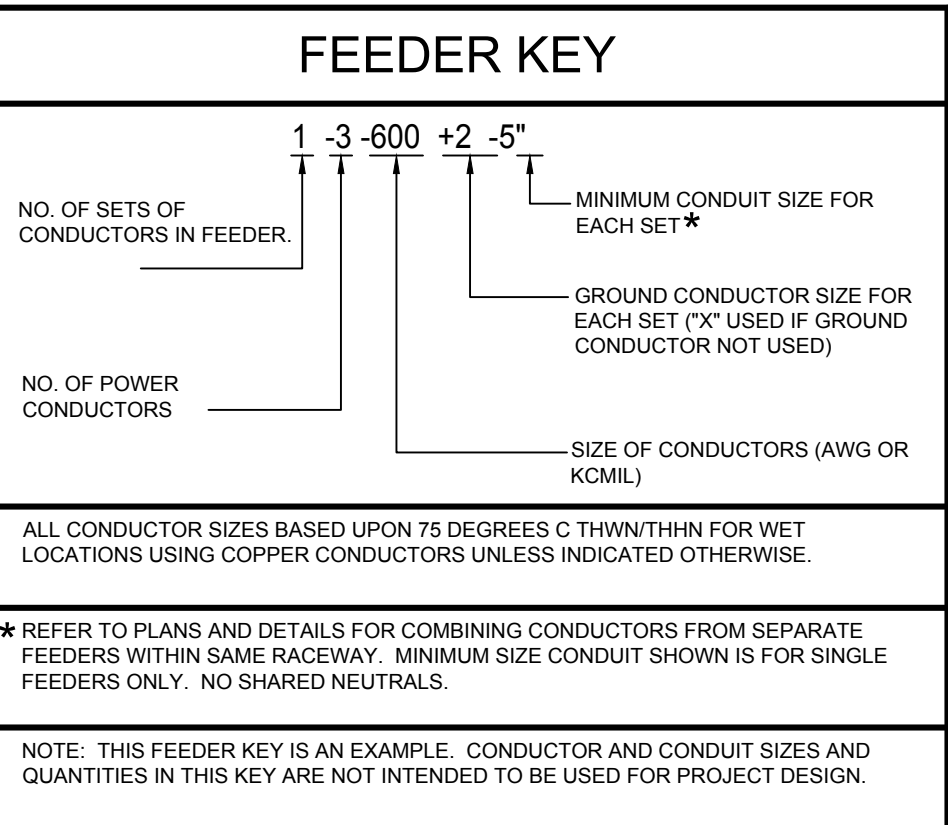 FEEDER KEY
1 -3 -600 +2 -5"
NO. OF SETS OF
CONDUCTORS IN FEEDER.
MINIMUM CONDUIT SIZE FOR
EACH SET*
GROUND CONDUCTOR SIZE FOR
EACH SET ("X" USED IF GROUND
CONDUCTOR NOT USED)
NO. OF POWER
CONDUCTORS
SIZE OF CONDUCTORS (AWG OR
KCMIL)
ALL CONDUCTOR SIZES BASED UPON 75 DEGREES C THWN/THHN FOR WET
LOCATIONS USING COPPER CONDUCTORS UNLESS INDICATED OTHERWISE.
* REFER TO PLANS AND DETAILS FOR COMBINING CONDUCTORS FROM SEPARATE
FEEDERS WITHIN SAME RACEWAY. MINIMUM SIZE CONDUIT SHOWN IS FOR SINGLE
FEEDERS ONLY. NO SHARED NEUTRALS.
NOTE: THIS FEEDER KEY IS AN EXAMPLE. CONDUCTOR AND CONDUIT SIZES AND
QUANTITIES IN THIS KEY ARE NOT INTENDED TO BE USED FOR PROJECT DESIGN.